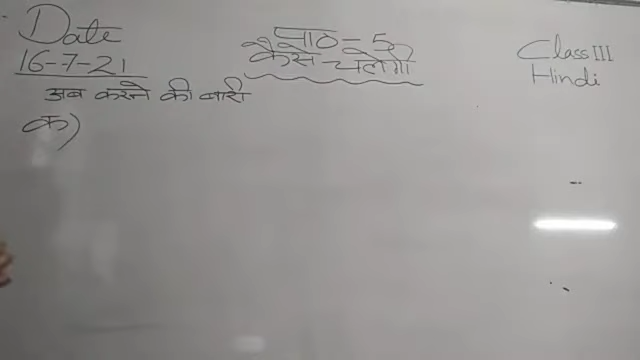 Date
16-7-21
पाठ - 5
कैसे चलेगी
Class III
Hindi
अब करने की बारी
क)